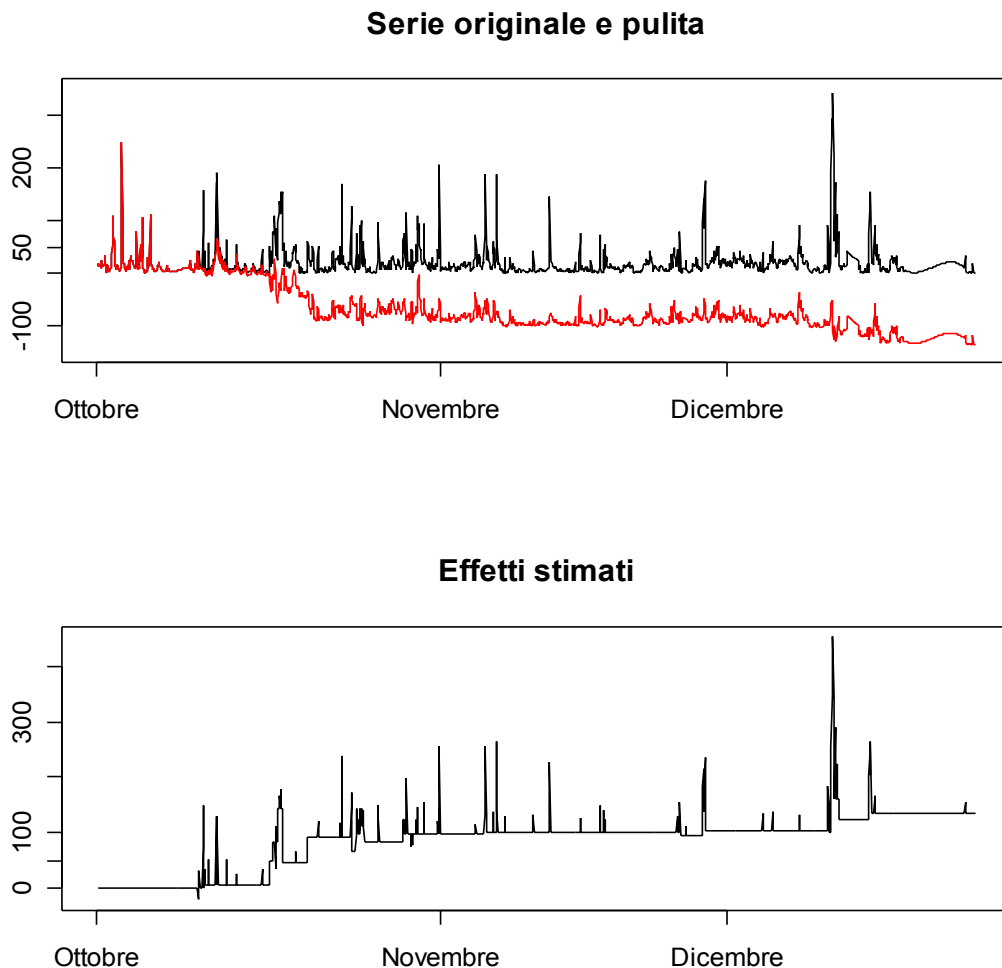 Serie originale e pulita
200
50
-100
Ottobre
Novembre
Dicembre
Effetti stimati
300
100
0
Ottobre
Novembre
Dicembre